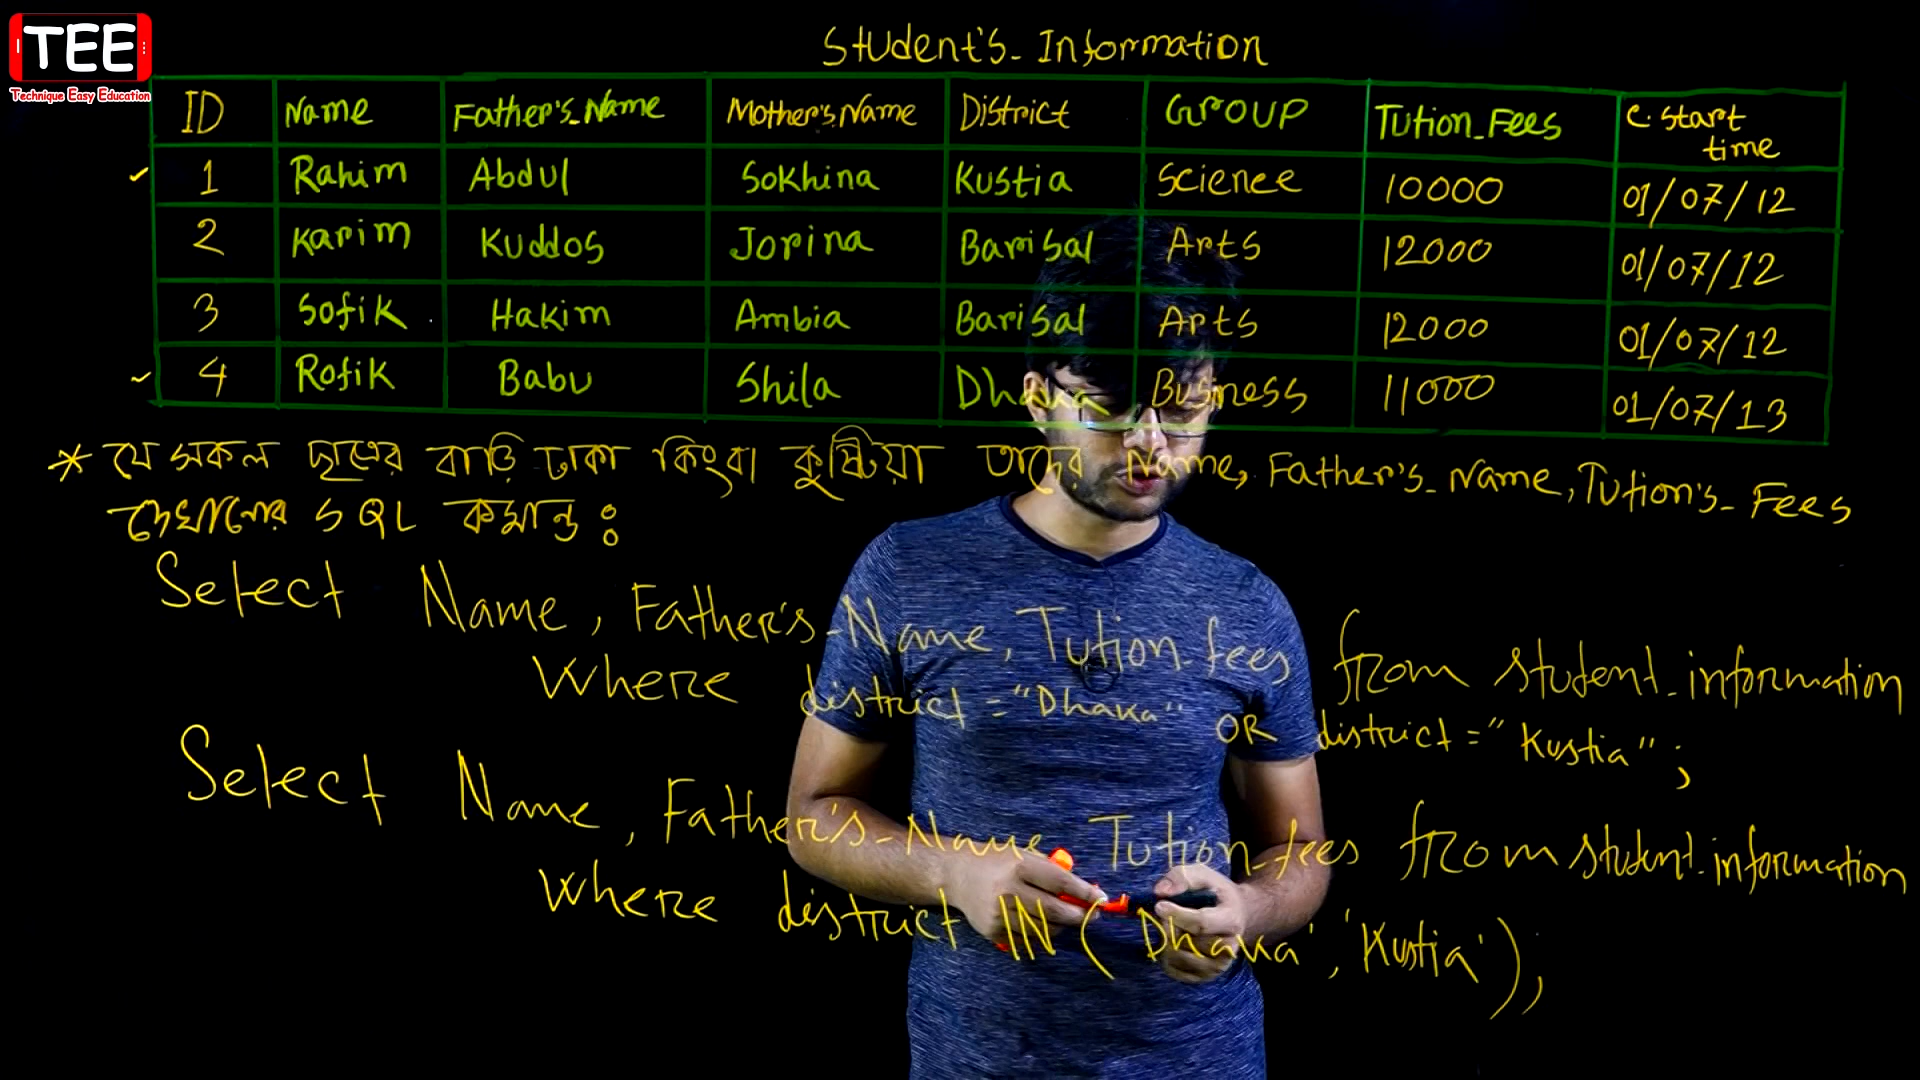 TEE
Technique Easy Education
Student's_Information
ID Name Father's_Name Mother's_Name District GROUP Tution_Fees C. Start time
1 Rahim Abdul Sokhina Kustia Science 10000 01/07/12
2 Karim Kuddos Jorina Barisal Arts 12000 01/07/12
3 Sofik Hakim Ambia Barisal Arts 12000 01/07/12
4 Rofik Babu Shila Dhaka Business 11000 01/07/13
* যে সকল ছাত্রের বাড়ি ঢাকা কিংবা কুষ্টিয়া তাদের Name, Father's_Name, Tution's_Fees
দেখানোর SQL কমান্ড :
Select Name, Father's_Name, Tution_fees from student_information
Where district = "Dhaka" OR district = "Kustia";
Select Name, Father's_Name Tution_fees from student_information
Where district IN ('Dhaka', 'Kustia');